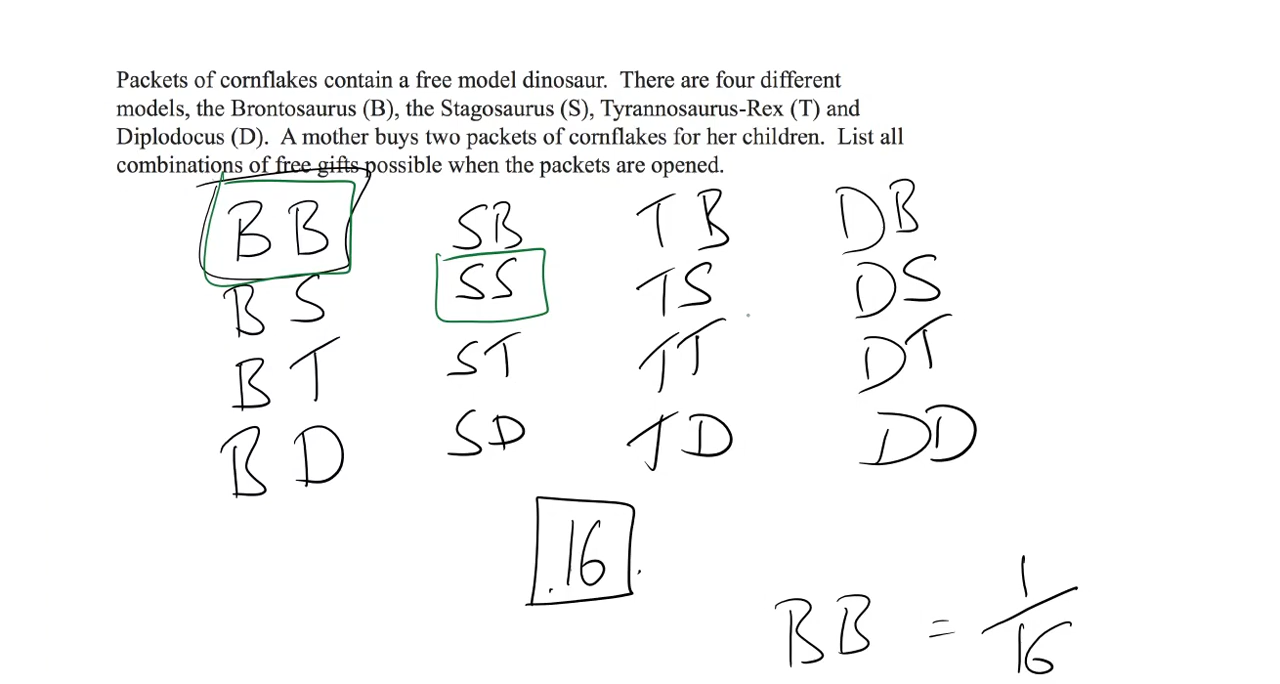 Packets of cornflakes contain a free model dinosaur. There are four different
models, the Brontosaurus (B), the Stagosaurus (S), Tyrannosaurus-Rex (T) and
Diplodocus (D). A mother buys two packets of cornflakes for her children. List all
combinations of free gifts possible when the packets are opened.
BB SB TB DB
BS SS TS DS
BT ST TT DT
BD SD TD DD
16
BB = 1/16